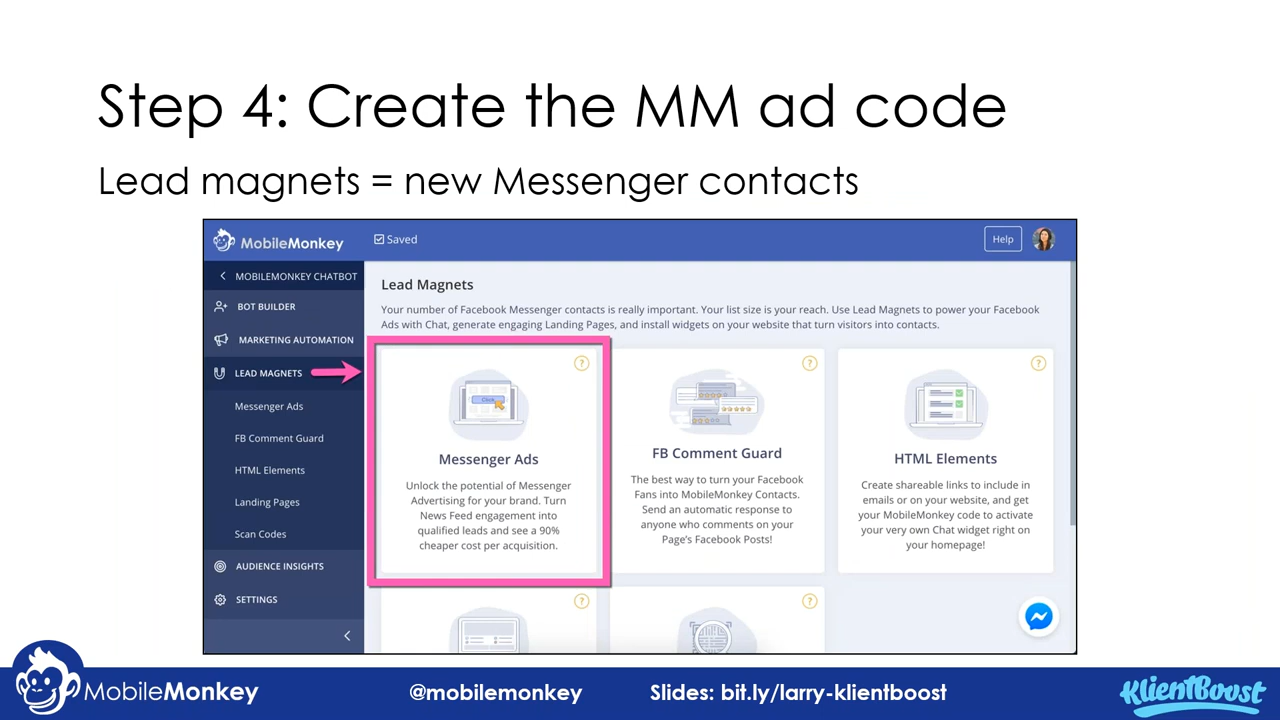 Step 4: Create the MM ad code
Lead magnets = new Messenger contacts
MobileMonkey
Saved
Help
MOBILEMONKEY CHATBOT
BOT BUILDER
MARKETING AUTOMATION
LEAD MAGNETS
Messenger Ads
FB Comment Guard
HTML Elements
Landing Pages
Scan Codes
AUDIENCE INSIGHTS
SETTINGS
Lead Magnets
Your number of Facebook Messenger contacts is really important. Your list size is your reach. Use Lead Magnets to power your Facebook
Ads with Chat, generate engaging Landing Pages, and install widgets on your website that turn visitors into contacts.
?
Click
Messenger Ads
Unlock the potential of Messenger
Advertising for your brand. Turn
News Feed engagement into
qualified leads and see a 90%
cheaper cost per acquisition.
?
FB Comment Guard
The best way to turn your Facebook
Fans into MobileMonkey Contacts.
Send an automatic response to
anyone who comments on your
Page's Facebook Posts!
?
HTML Elements
Create shareable links to include in
emails or on your website, and get
your MobileMonkey code to activate
your very own Chat widget right on
your homepage!
?
?
MobileMonkey
@mobilemonkey
Slides: bit.ly/larry-klientboost
KlientBoost